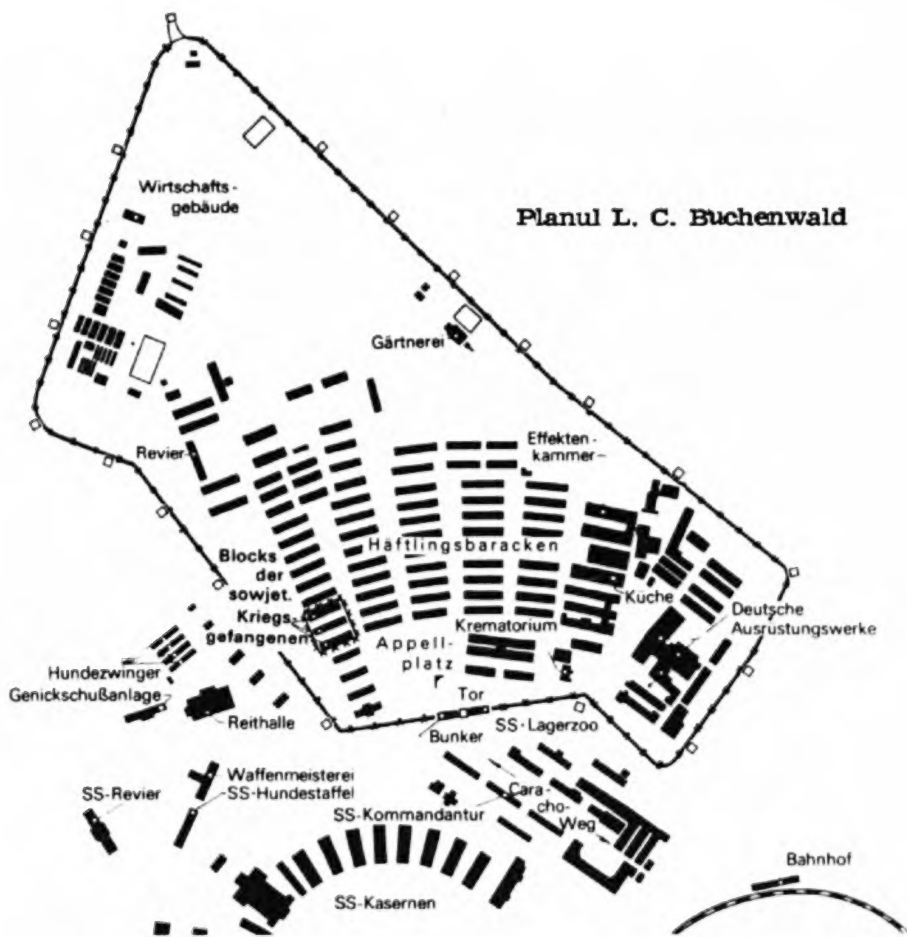 Planul L. C. Buchenwald
Wirtschafts-
gebäude
Gärtnerei
Effekten-
kammer
Revier
Häftlingsbaracken
Blocks
der
sowjet.
Kriegs-
gefangenem
Küche
Krematorium
Deutsche
Ausrüstungswerke
Appell-
platz
Hundezwinger
Genickschußanlage
Reithalle
Tor
Bunker
SS-Lagerzoo
Waffenmeisterei
SS-Hundestaffel
SS-Revier
SS-Kommandantur
Cara-
cho-
Weg
SS-Kasernen
Bahnhof